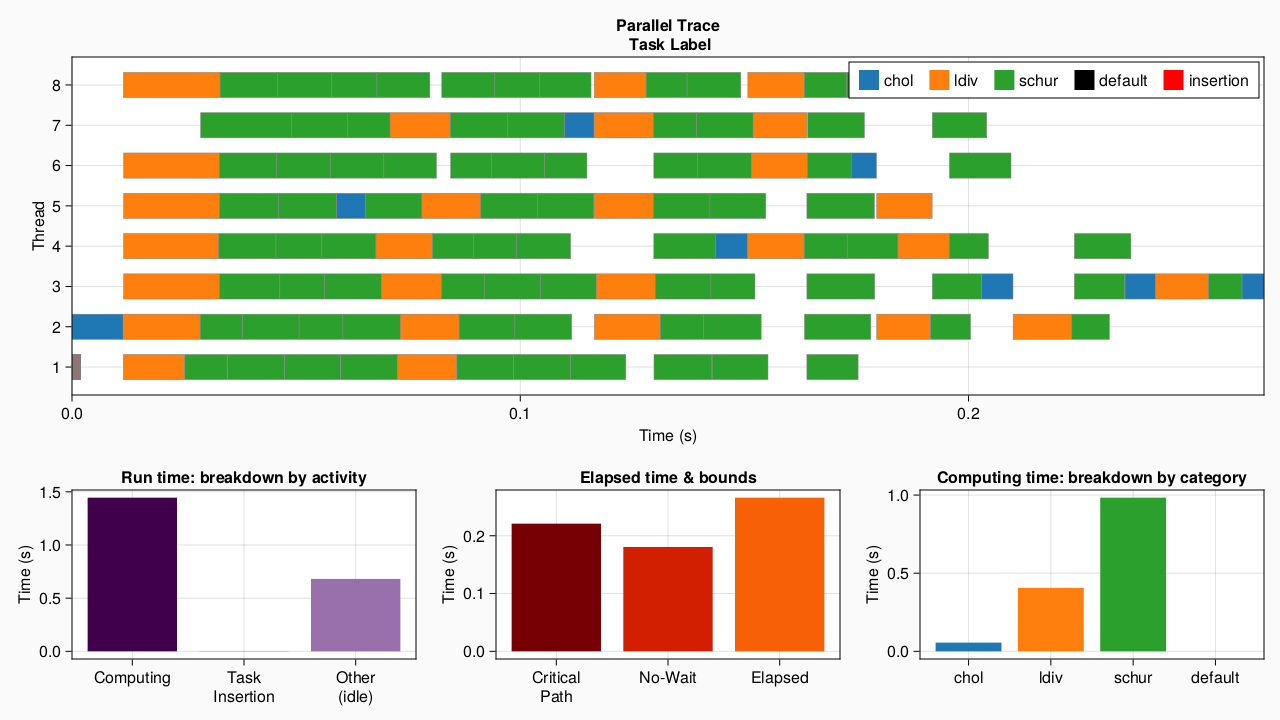 Parallel Trace
Task Label
chol ldiv schur default insertion
Thread
8
7
6
5
4
3
2
1
0.0 0.1 0.2
Time (s)
Run time: breakdown by activity
Time (s)
1.5
1.0
0.5
0.0
Computing Task Insertion Other (idle)
Elapsed time & bounds
Time (s)
0.2
0.1
0.0
Critical Path No-Wait Elapsed
Computing time: breakdown by category
Time (s)
1.0
0.5
0.0
chol ldiv schur default